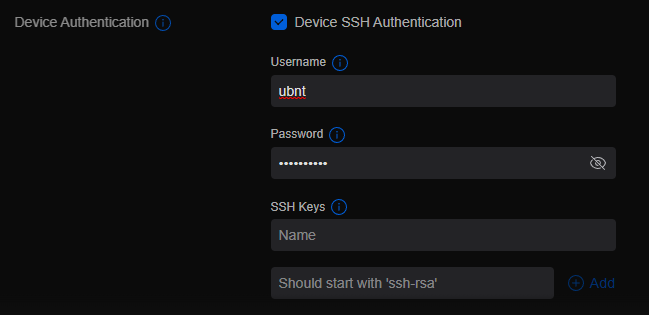 Device Authentication
Device SSH Authentication
Username
ubnt
Password
••••••••••
SSH Keys
Name
Should start with 'ssh-rsa'
Add